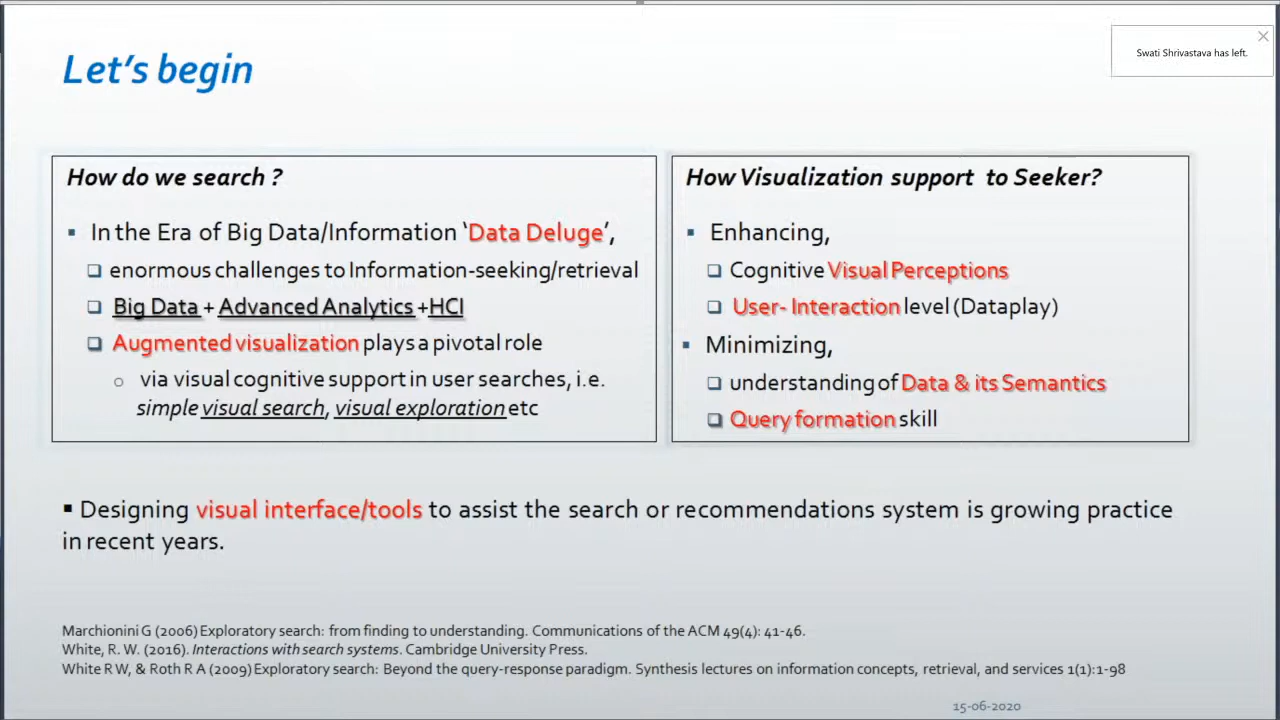 Let's begin
Swati Shrivastava has left.
How do we search ?
In the Era of Big Data/Information ‘Data Deluge’,
enormous challenges to Information-seeking/retrieval
Big Data + Advanced Analytics +HCI
Augmented visualization plays a pivotal role
via visual cognitive support in user searches, i.e.
simple visual search, visual exploration etc
How Visualization support to Seeker?
Enhancing,
Cognitive Visual Perceptions
User- Interaction level (Dataplay)
Minimizing,
understanding of Data & its Semantics
Query formation skill
Designing visual interface/tools to assist the search or recommendations system is growing practice
in recent years.
Marchionini G (2006) Exploratory search: from finding to understanding. Communications of the ACM 49(4): 41-46.
White, R. W. (2016). Interactions with search systems. Cambridge University Press.
White R W, & Roth R A (2009) Exploratory search: Beyond the query-response paradigm. Synthesis lectures on information concepts, retrieval, and services 1(1):1-98
15-06-2020